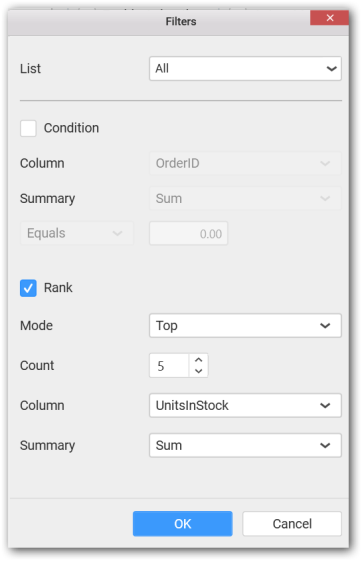 Filters
List All
Condition
Column OrderID
Summary Sum
Equals 0.00
Rank
Mode Top
Count 5
Column UnitsInStock
Summary Sum
OK Cancel